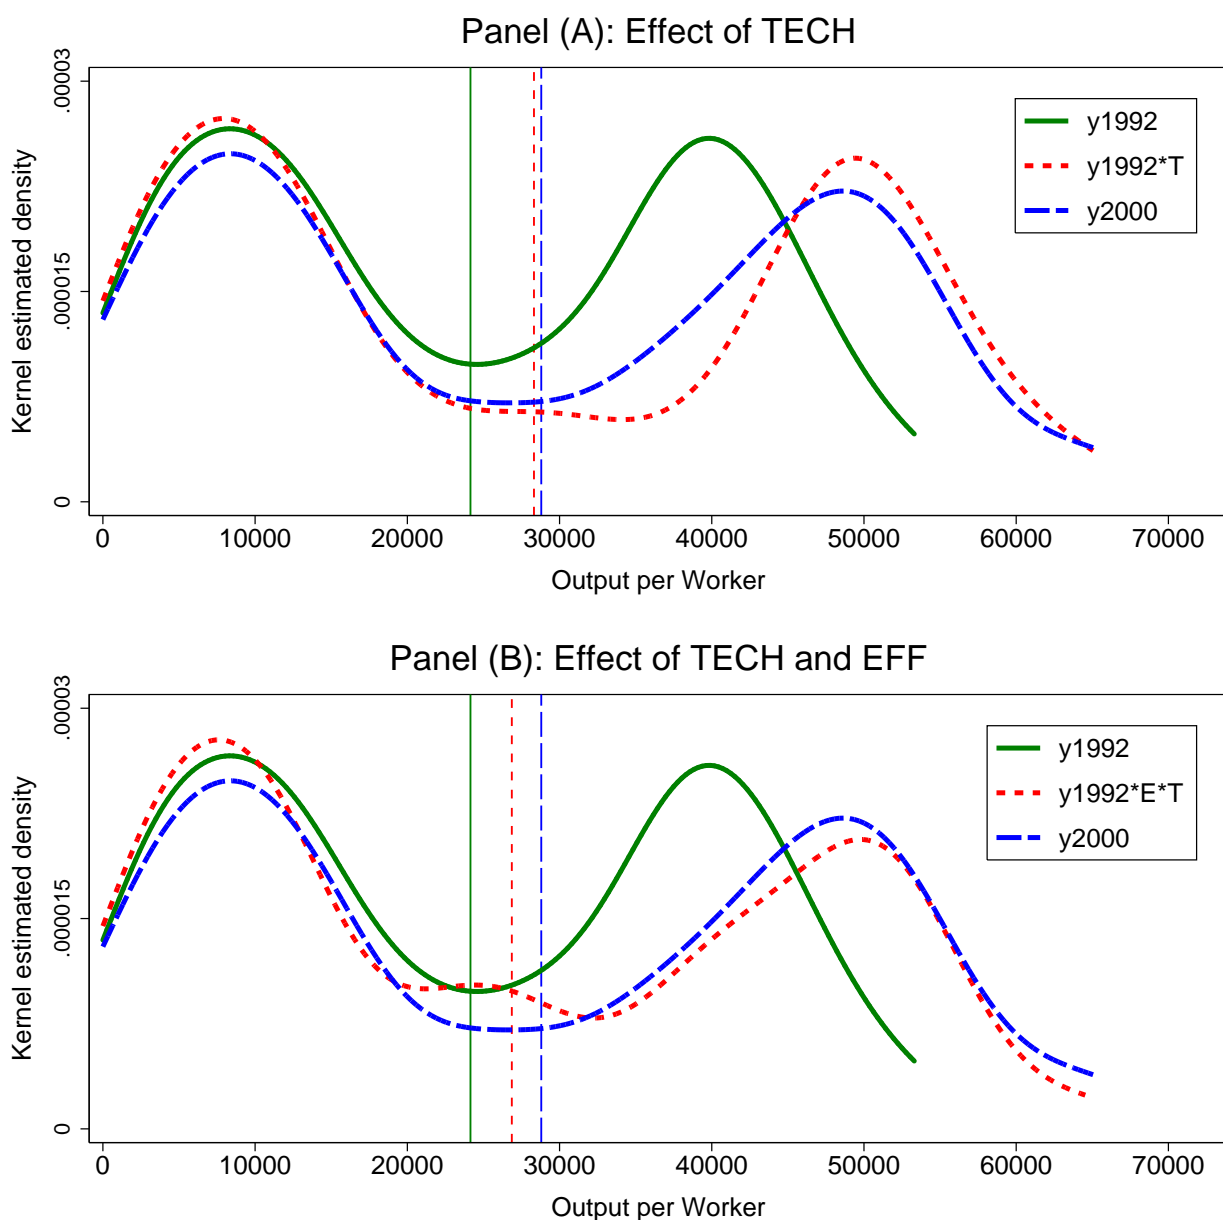 Panel (A): Effect of TECH
Kernel estimated density
.00003
.000015
0
y1992
y1992*T
y2000
0 10000 20000 30000 40000 50000 60000 70000
Output per Worker
Panel (B): Effect of TECH and EFF
Kernel estimated density
.00003
.000015
0
y1992
y1992*E*T
y2000
0 10000 20000 30000 40000 50000 60000 70000
Output per Worker